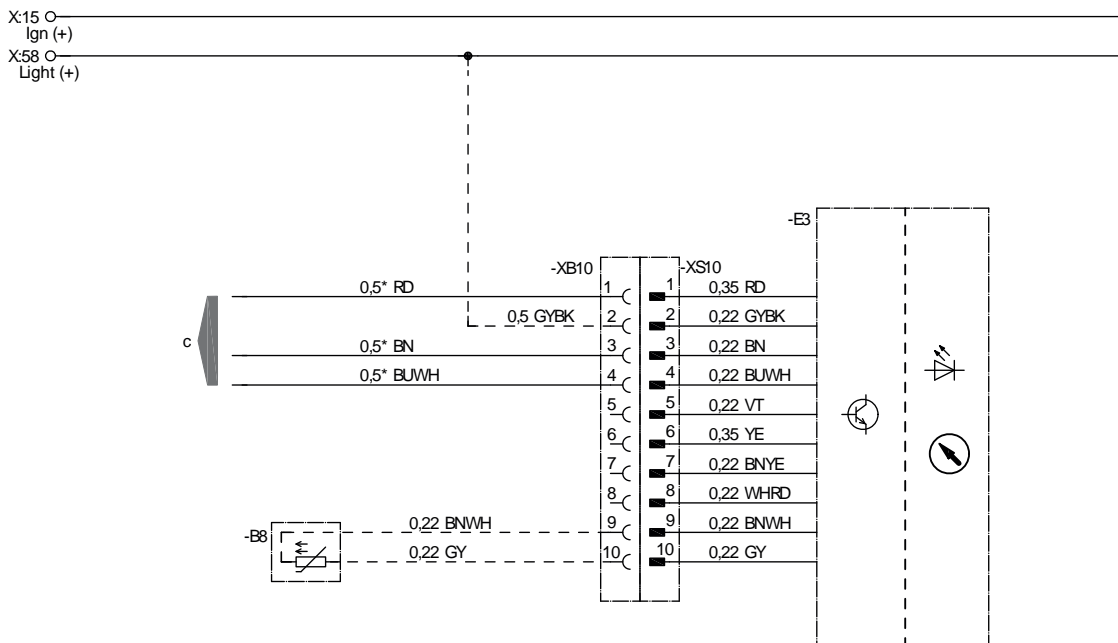 X:15
Ign (+)
X:58
Light (+)
-E3
-XB10
-XS10
1
0,5* RD
1
0,35 RD
0,5 GYBK
2
2
0,22 GYBK
c
0,5* BN
3
3
0,22 BN
0,5* BUWH
4
4
0,22 BUWH
5
5
0,22 VT
6
6
0,35 YE
7
7
0,22 BNYE
8
8
0,22 WHRD
-B8
0,22 BNWH
9
9
0,22 BNWH
0,22 GY
10
10
0,22 GY